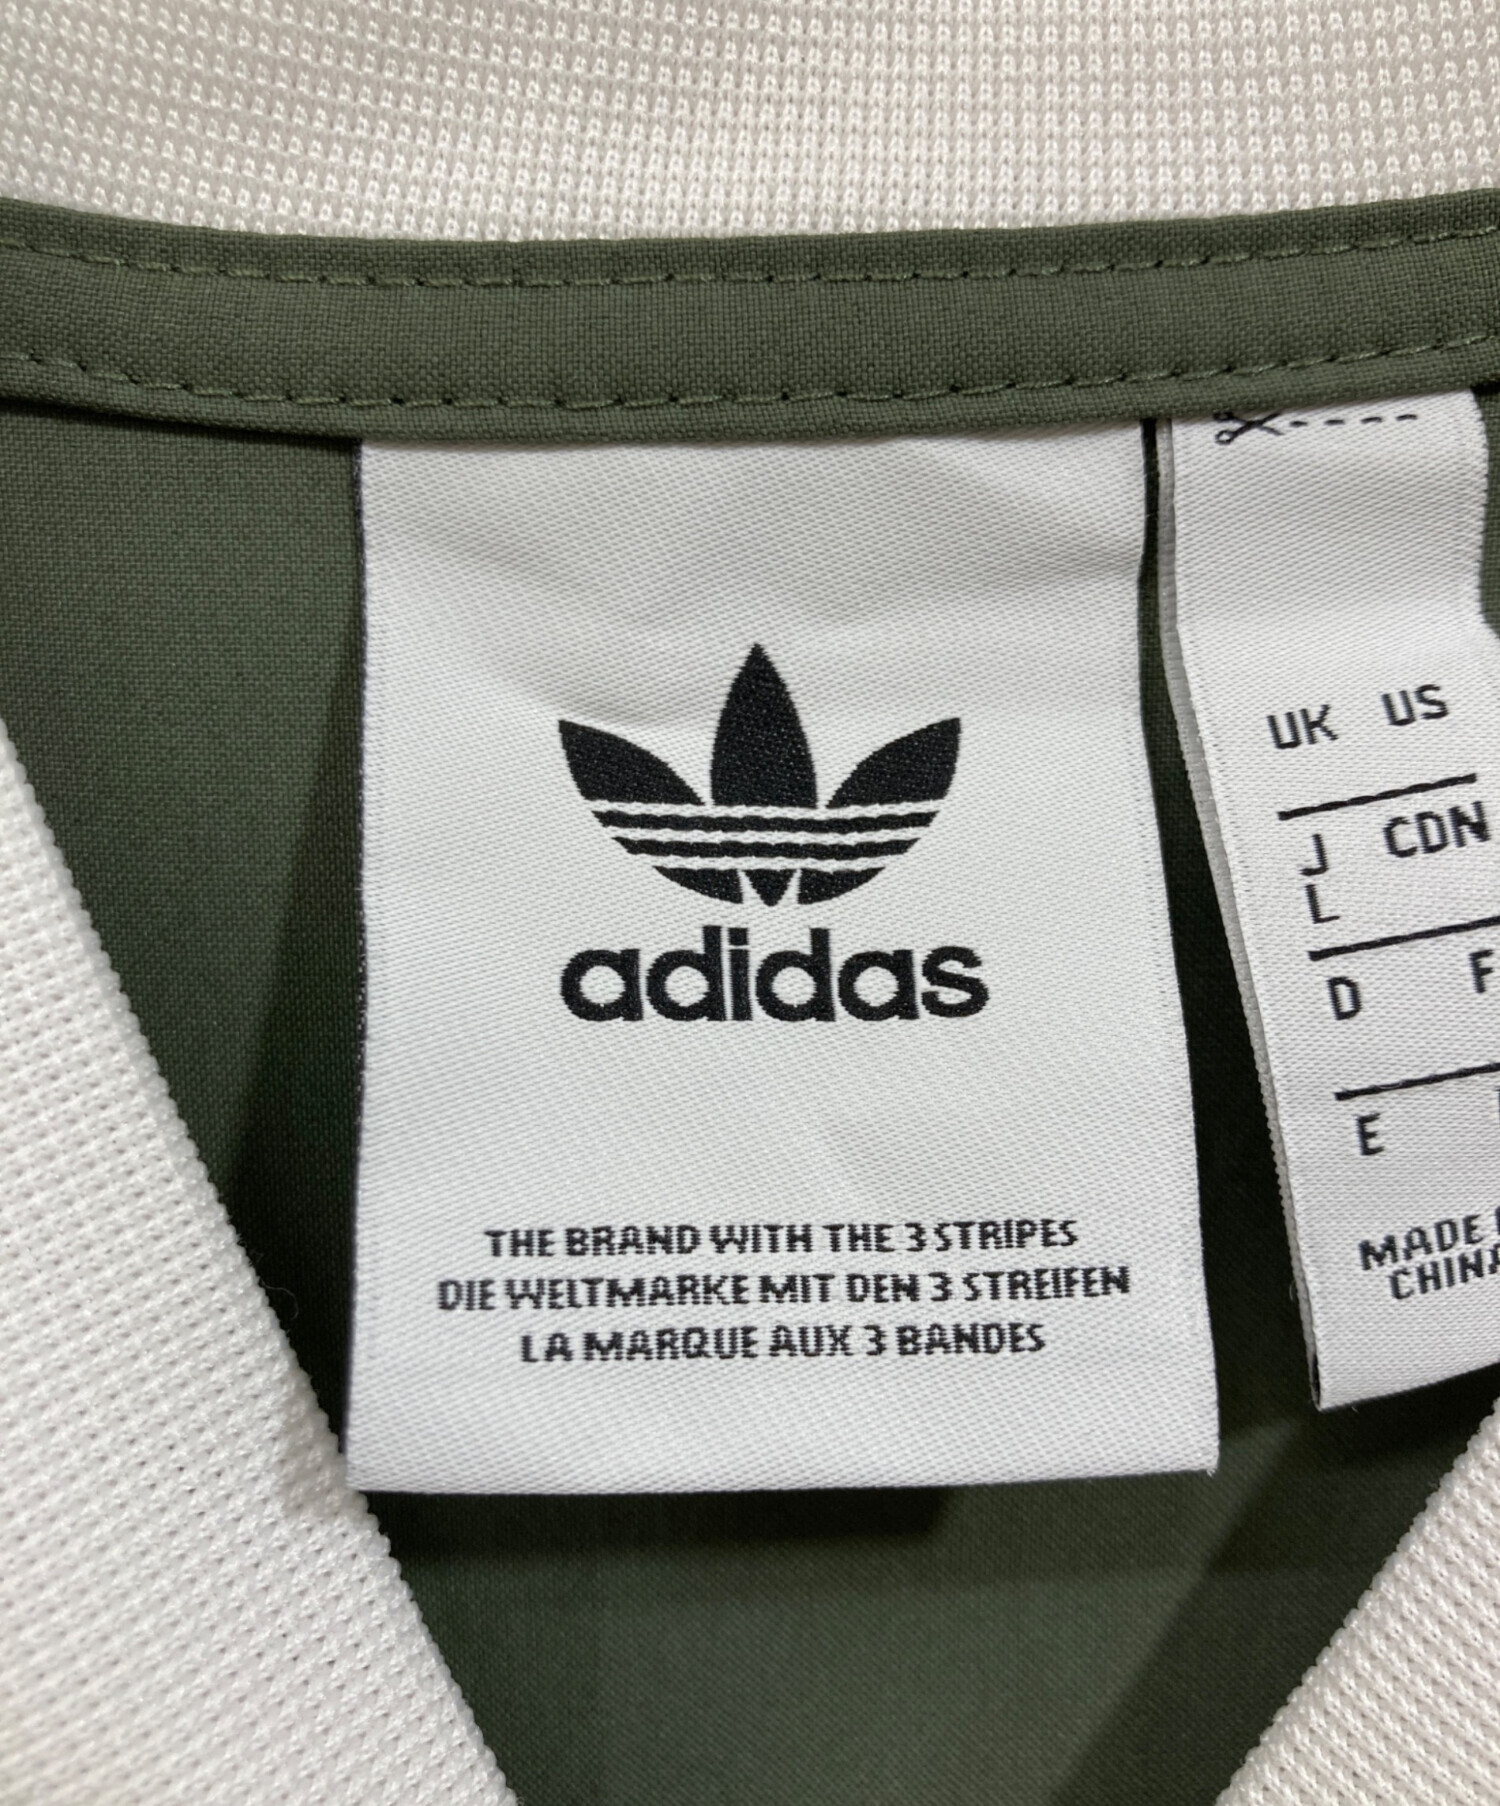 adidas
THE BRAND WITH THE 3 STRIPES
DIE WELTMARKE MIT DEN 3 STREIFEN
LA MARQUE AUX 3 BANDES
UK US
J CDN
L
D F
E
MADE
CHINA